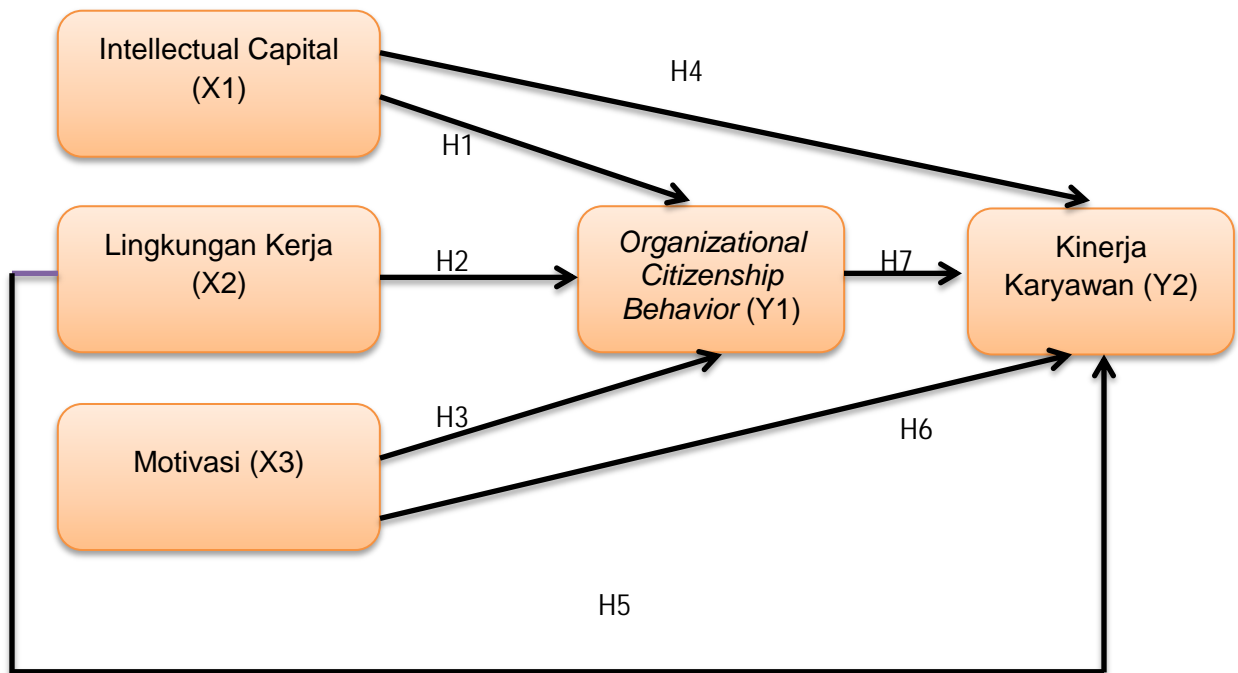 Intellectual Capital
(X1)
H4
H1
Lingkungan Kerja
(X2)
H2
Organizational
Citizenship
Behavior (Y1)
H7
Kinerja
Karyawan (Y2)
Motivasi (X3)
H3
H6
H5